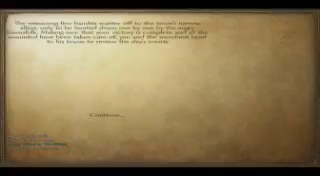 The remaining few bandits scatter off to the town's narrow
alleys only to be hunted down one by one by the angry
townsfolk. Making sure that your victory is complete and all the
wounded have been taken care of, you and the merchant head
to his house to review the day's events.
Continue...